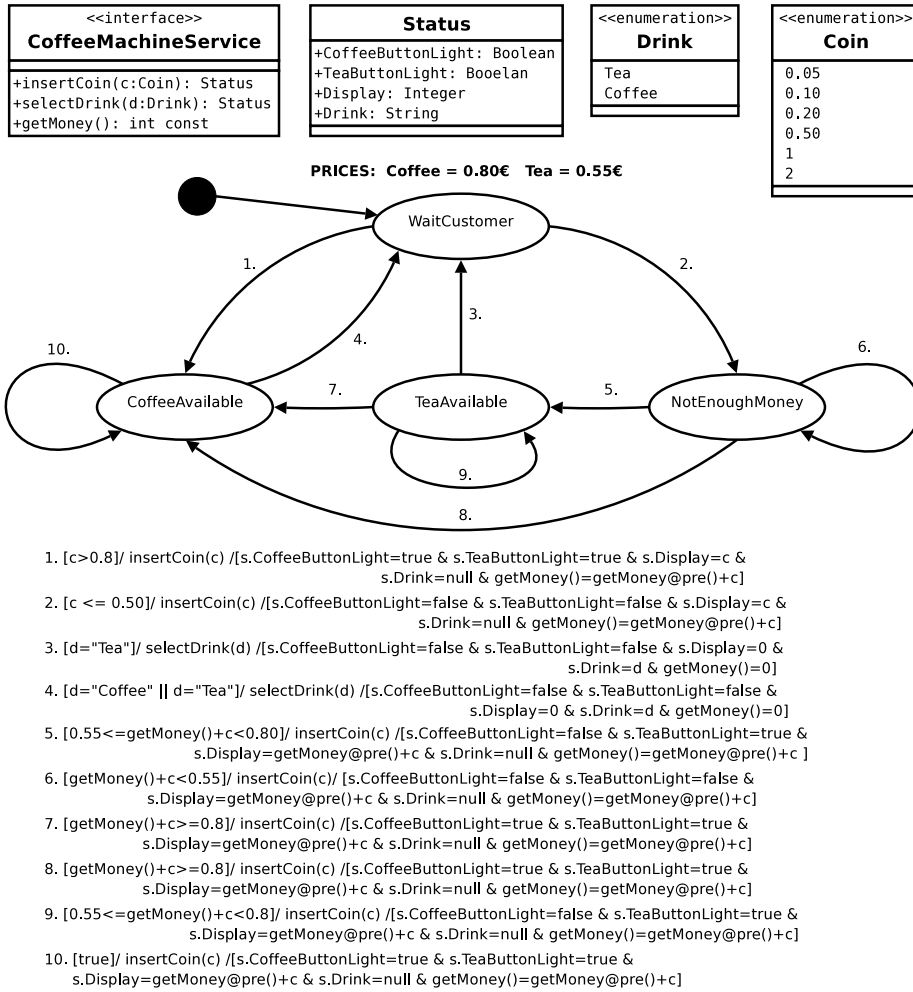 <<interface>>
CoffeeMachineService
+insertCoin(c:Coin): Status
+selectDrink(d:Drink): Status
+getMoney(): int const
Status
+CoffeeButtonLight: Boolean
+TeaButtonLight: Booelan
+Display: Integer
+Drink: String
<<enumeration>>
Drink
Tea
Coffee
<<enumeration>>
Coin
0.05
0.10
0.20
0.50
1
2
PRICES: Coffee = 0.80€ Tea = 0.55€
WaitCustomer
1.
2.
3.
4.
10.
6.
CoffeeAvailable
7.
TeaAvailable
5.
NotEnoughMoney
9.
8.
1. [c>0.8]/ insertCoin(c) /[s.CoffeeButtonLight=true & s.TeaButtonLight=true & s.Display=c &
s.Drink=null & getMoney()=getMoney@pre()+c]
2. [c <= 0.50]/ insertCoin(c) /[s.CoffeeButtonLight=false & s.TeaButtonLight=false & s.Display=c &
s.Drink=null & getMoney()=getMoney@pre()+c]
3. [d="Tea"]/ selectDrink(d) /[s.CoffeeButtonLight=false & s.TeaButtonLight=false & s.Display=0 &
s.Drink=d & getMoney()=0]
4. [d="Coffee" || d="Tea"]/ selectDrink(d) /[s.CoffeeButtonLight=false & s.TeaButtonLight=false &
s.Display=0 & s.Drink=d & getMoney()=0]
5. [0.55<=getMoney()+c<0.80]/ insertCoin(c) /[s.CoffeeButtonLight=false & s.TeaButtonLight=true &
s.Display=getMoney@pre()+c & s.Drink=null & getMoney()=getMoney@pre()+c ]
6. [getMoney()+c<0.55]/ insertCoin(c)/ [s.CoffeeButtonLight=false & s.TeaButtonLight=false &
s.Display=getMoney@pre()+c & s.Drink=null & getMoney()=getMoney@pre()+c]
7. [getMoney()+c>=0.8]/ insertCoin(c) /[s.CoffeeButtonLight=true & s.TeaButtonLight=true &
s.Display=getMoney@pre()+c & s.Drink=null & getMoney()=getMoney@pre()+c]
8. [getMoney()+c>=0.8]/ insertCoin(c) /[s.CoffeeButtonLight=true & s.TeaButtonLight=true &
s.Display=getMoney@pre()+c & s.Drink=null & getMoney()=getMoney@pre()+c]
9. [0.55<=getMoney()+c<0.8]/ insertCoin(c) /[s.CoffeeButtonLight=false & s.TeaButtonLight=true &
s.Display=getMoney@pre()+c & s.Drink=null & getMoney()=getMoney@pre()+c]
10. [true]/ insertCoin(c) /[s.CoffeeButtonLight=true & s.TeaButtonLight=true &
s.Display=getMoney@pre()+c & s.Drink=null & getMoney()=getMoney@pre()+c]